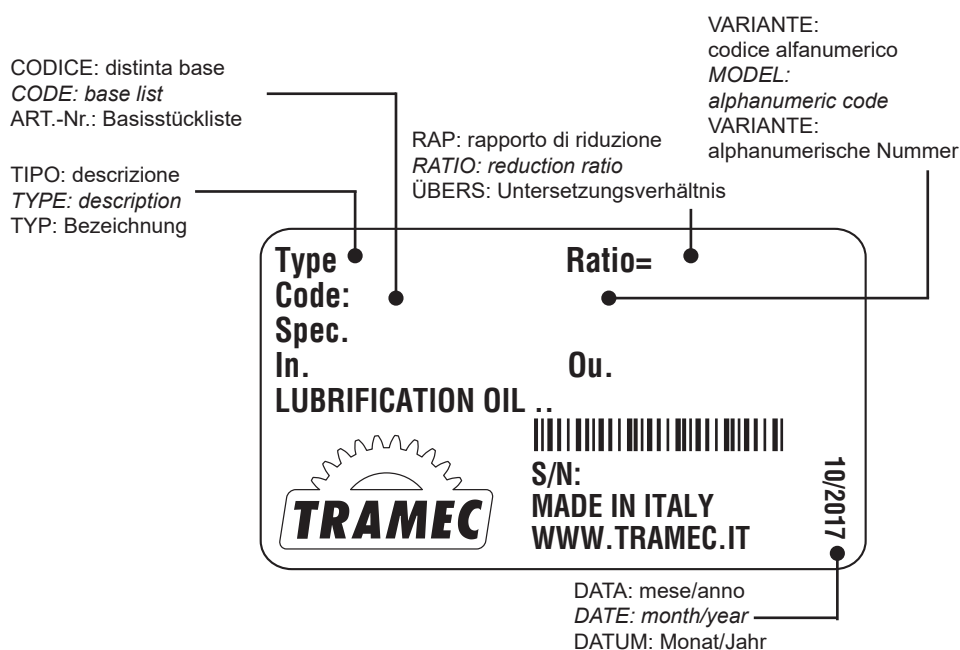 VARIANTE:
codice alfanumerico
MODEL:
alphanumeric code
VARIANTE:
alphanumerische Nummer
CODICE: distinta base
CODE: base list
ART.-Nr.: Basisstückliste
RAP: rapporto di riduzione
RATIO: reduction ratio
ÜBERS: Untersetzungsverhältnis
TIPO: descrizione
TYPE: description
TYP: Bezeichnung
Type
Ratio=
Code:
Spec.
In.
Ou.
LUBRIFICATION OIL ..
TRAMEC
S/N:
MADE IN ITALY
WWW.TRAMEC.IT
10/2017
DATA: mese/anno
DATE: month/year
DATUM: Monat/Jahr